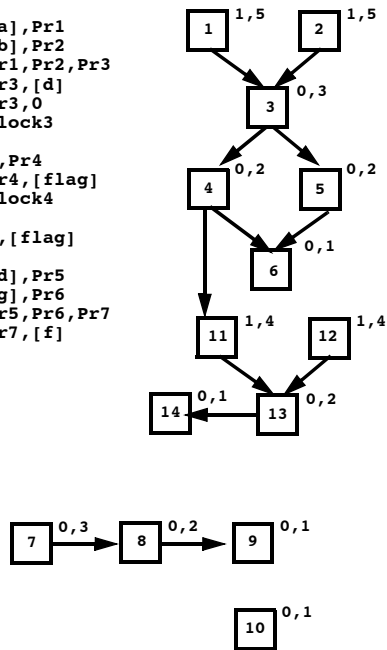 a],Pr1
b],Pr2
r1,Pr2,Pr3
r3,[d]
r3,0
lock3
,Pr4
r4,[flag]
lock4
,[flag]
d],Pr5
g],Pr6
r5,Pr6,Pr7
r7,[f]
1 1,5 2 1,5
3 0,3
4 0,2 5 0,2
6 0,1
11 1,4 12 1,4
14 0,1 13 0,2
7 0,3 8 0,2 9 0,1
10 0,1